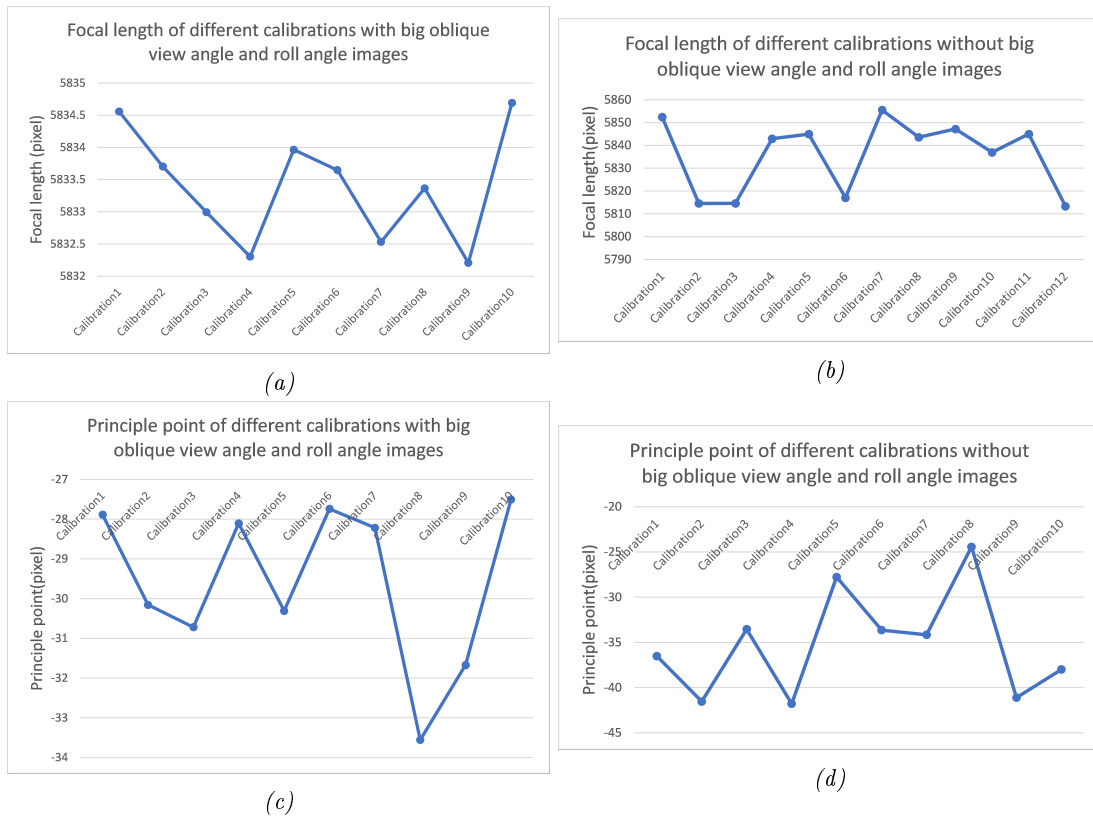 Focal length of different calibrations with big oblique
view angle and roll angle images
Focal length (pixel)
5835
5834.5
5834
5833.5
5833
5832.5
5832
Calibration1
Calibration2
Calibration3
Calibration4
Calibration5
Calibration6
Calibration7
Calibration8
Calibration9
Calibration10
(a)
Focal length of different calibrations without big
oblique view angle and roll angle images
Focal length(pixel)
5860
5850
5840
5830
5820
5810
5800
5790
Calibration1
Calibration2
Calibration3
Calibration4
Calibration5
Calibration6
Calibration7
Calibration8
Calibration9
Calibration10
Calibration11
Calibration12
(b)
Principle point of different calibrations with big
oblique view angle and roll angle images
Principle point(pixel)
-27
-28
-29
-30
-31
-32
-33
-34
Calibration1
Calibration2
Calibration3
Calibration4
Calibration5
Calibration6
Calibration7
Calibration8
Calibration9
Calibration10
(c)
Principle point of different calibrations without
big oblique view angle and roll angle images
Principle point(pixel)
-20
-25
-30
-35
-40
-45
Calibration1
Calibration2
Calibration3
Calibration4
Calibration5
Calibration6
Calibration7
Calibration8
Calibration9
Calibration10
(d)